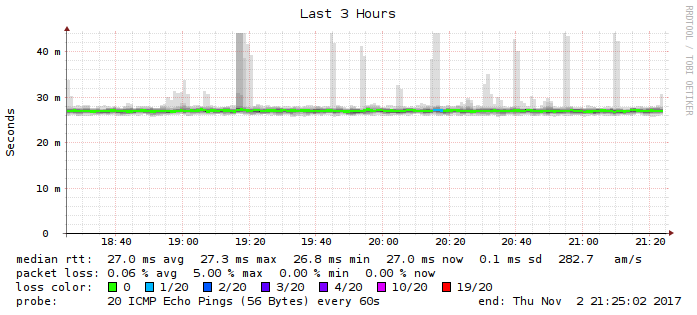 Last 3 Hours
RRDTOOL / TOBI OETIKER
Seconds
40 m
30 m
20 m
10 m
0
18:40 19:00 19:20 19:40 20:00 20:20 20:40 21:00 21:20
median rtt: 27.0 ms avg 27.3 ms max 26.8 ms min 27.0 ms now 0.1 ms sd 282.7 am/s
packet loss: 0.06 % avg 5.00 % max 0.00 % min 0.00 % now
loss color: 0 1/20 2/20 3/20 4/20 10/20 19/20
probe: 20 ICMP Echo Pings (56 Bytes) every 60s end: Thu Nov 2 21:25:02 2017